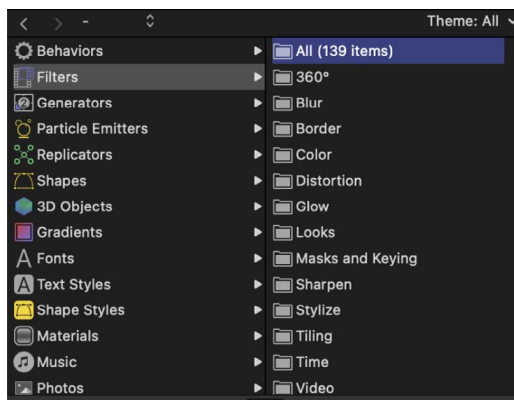 Theme: All
Behaviors
Filters
Generators
Particle Emitters
Replicators
Shapes
3D Objects
Gradients
Fonts
Text Styles
Shape Styles
Materials
Music
Photos
All (139 items)
360°
Blur
Border
Color
Distortion
Glow
Looks
Masks and Keying
Sharpen
Stylize
Tiling
Time
Video